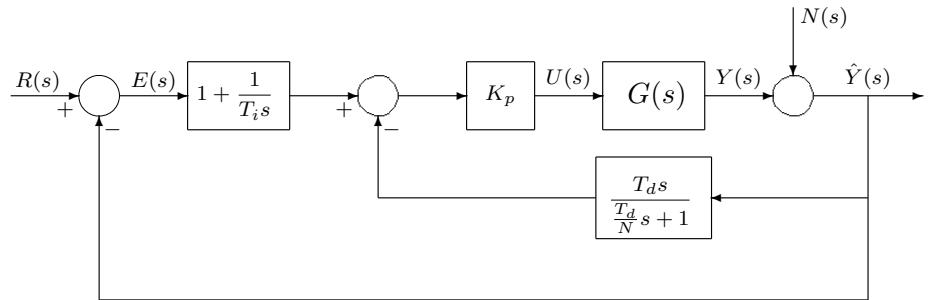 N(s)
R(s)
E(s)
1 + 1/(T_i s)
K_p
U(s)
G(s)
Y(s)
Ŷ(s)
+
−
+
−
T_d s
T_d/N s + 1